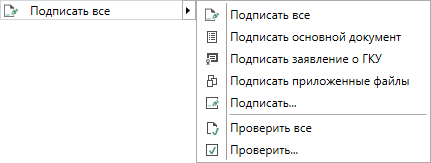 Подписать все
Подписать все
Подписать основной документ
Подписать заявление о ГКУ
Подписать приложенные файлы
Подписать...
Проверить все
Проверить...